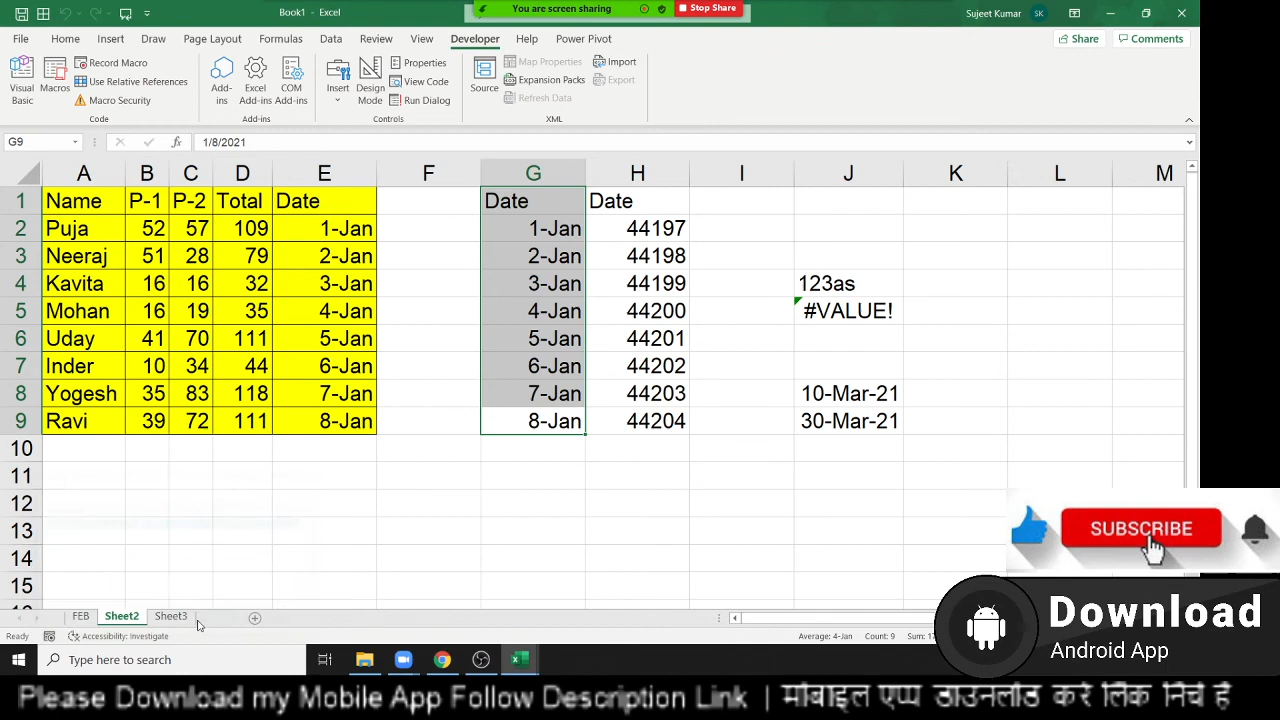 Book1 - Excel
You are screen sharing
Stop Share
Sujeet Kumar
SK
File Home Insert Draw Page Layout Formulas Data Review View Developer Help Power Pivot
Share
Comments
Visual Basic
Macros
Record Macro
Use Relative References
Macro Security
Code
Add-ins
Excel Add-ins
COM Add-ins
Add-ins
Insert
Design Mode
Properties
View Code
Run Dialog
Controls
Source
Map Properties
Expansion Packs
Refresh Data
Import
Export
XML
G9
fx
1/8/2021
A B C D E F G H I J K L M
1 Name P-1 P-2 Total Date Date Date
2 Puja 52 57 109 1-Jan 1-Jan 44197
3 Neeraj 51 28 79 2-Jan 2-Jan 44198
4 Kavita 16 16 32 3-Jan 3-Jan 44199 123as
5 Mohan 16 19 35 4-Jan 4-Jan 44200 #VALUE!
6 Uday 41 70 111 5-Jan 5-Jan 44201
7 Inder 10 34 44 6-Jan 6-Jan 44202
8 Yogesh 35 83 118 7-Jan 7-Jan 44203 10-Mar-21
9 Ravi 39 72 111 8-Jan 8-Jan 44204 30-Mar-21
10
11
12
13
14
15
SUBSCRIBE
FEB Sheet2 Sheet3
Download
Android App
Ready
Accessibility: Investigate
Average: 4-Jan Count: 9 Sum: 17
Type here to search
Please Download my Mobile App Follow Description Link | मोबाइल एप्प डाउनलोड करे लिंक निचे है